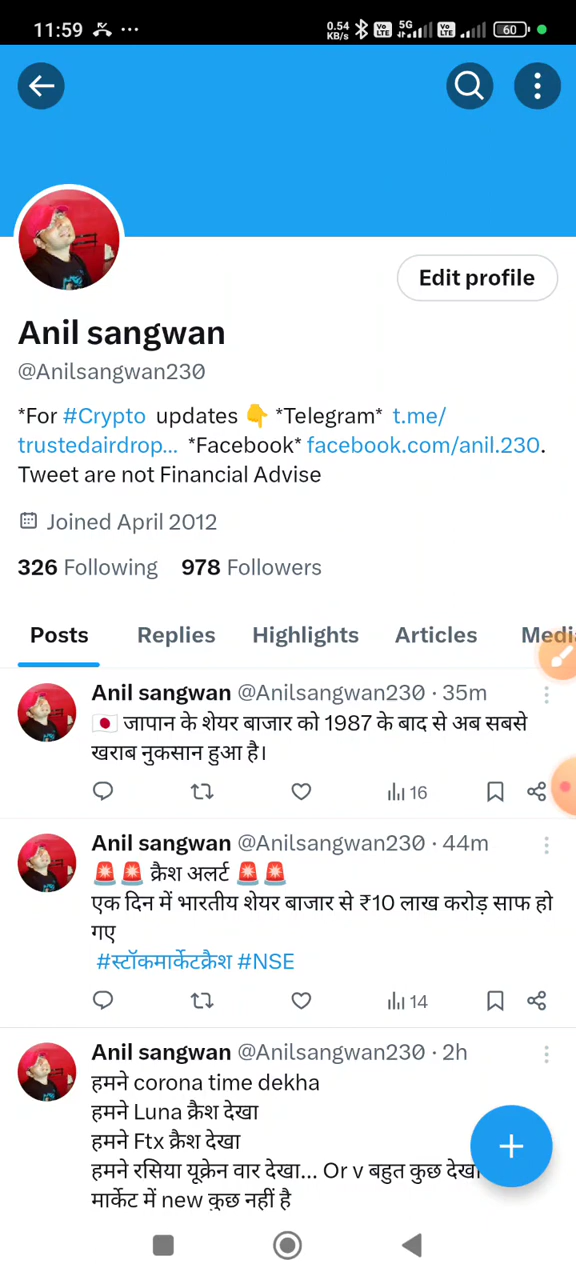 11:59 ... 0.54 KB/s Vo LTE 5G Vo LTE 60
Edit profile
Anil sangwan
@Anilsangwan230
*For #Crypto updates 👇 *Telegram* t.me/
trustedairdrop... *Facebook* facebook.com/anil.230.
Tweet are not Financial Advise
Joined April 2012
326 Following 978 Followers
Posts Replies Highlights Articles Medi
Anil sangwan @Anilsangwan230 · 35m
🇯🇵 जापान के शेयर बाजार को 1987 के बाद से अब सबसे
खराब नुकसान हुआ है।
16
Anil sangwan @Anilsangwan230 · 44m
🚨🚨 क्रैश अलर्ट 🚨🚨
एक दिन में भारतीय शेयर बाजार से ₹10 लाख करोड़ साफ हो
गए
#स्टॉकमार्केटक्रैश #NSE
14
Anil sangwan @Anilsangwan230 · 2h
हमने corona time dekha
हमने Luna क्रैश देखा
हमने Ftx क्रैश देखा
हमने रसिया यूक्रेन वार देखा... Or v बहुत कुछ देखा
मार्केट में new कुछ नहीं है